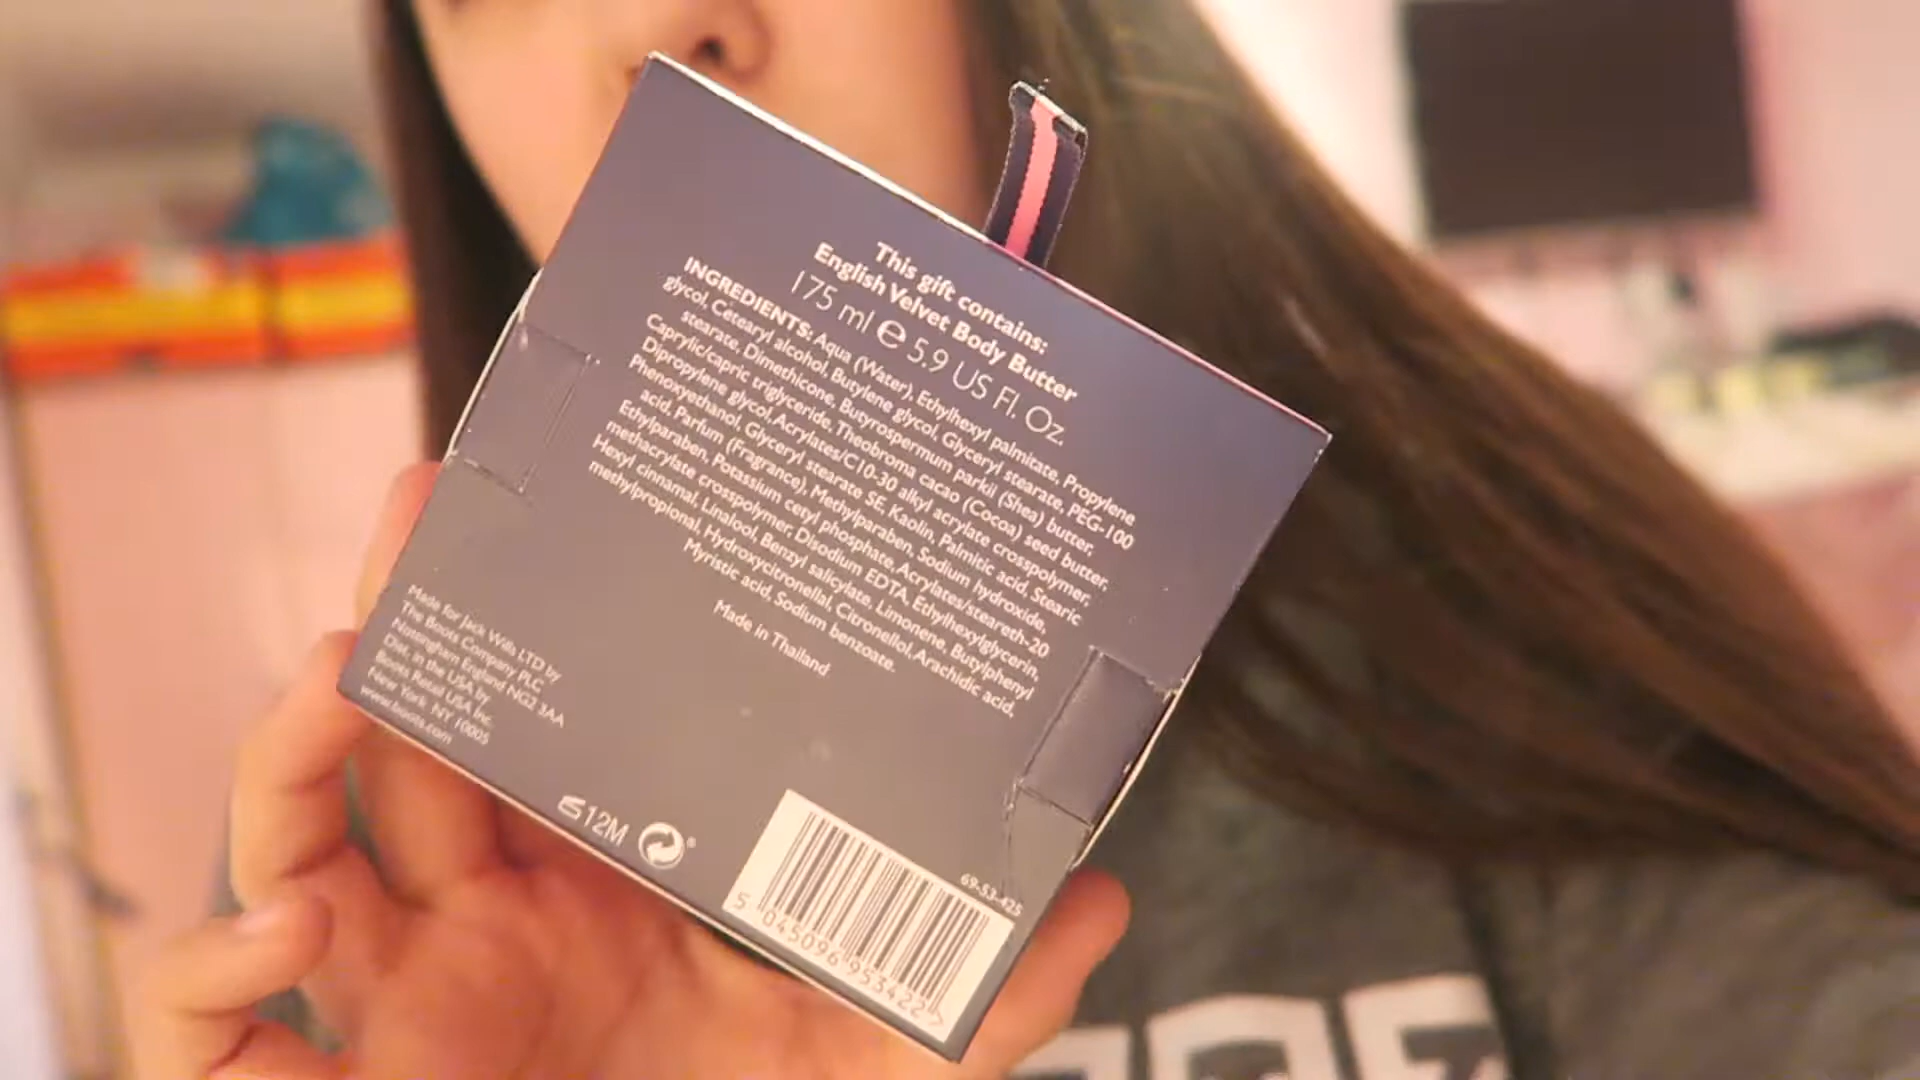 This gift contains:
English Velvet Body Butter
175 ml e 5.9 US Fl. Oz.
INGREDIENTS: Aqua (Water), Ethylhexyl palmitate, Propylene
glycol, Cetearyl alcohol, Butylene glycol, Glyceryl stearate, PEG-100
stearate, Dimethicone, Butyrospermum parkii (Shea) butter,
Caprylic/capric triglyceride, Theobroma cacao (Cocoa) seed butter,
Dipropylene glycol, Acrylates/C10-30 alkyl acrylate crosspolymer,
Phenoxyethanol, Glyceryl stearate SE, Kaolin, Palmitic acid, Stearic
acid, Parfum (Fragrance), Methylparaben, Sodium hydroxide,
Ethylparaben, Potassium cetyl phosphate, Acrylates/steareth-20
methacrylate crosspolymer, Disodium EDTA, Ethylhexylglycerin,
Hexyl cinnamal, Linalool, Benzyl salicylate, Limonene, Butylphenyl
methylpropional, Hydroxycitronellal, Citronellol, Arachidic acid,
Myristic acid, Sodium benzoate.
Made in Thailand
Made for Jack Wills LTD by
The Boots Company PLC
Nottingham England NG2 3AA
Dist. in the USA by
Boots Retail USA Inc.
New York NY 10005
www.boots.com
12M
69-53-425
5 045096 953422 >